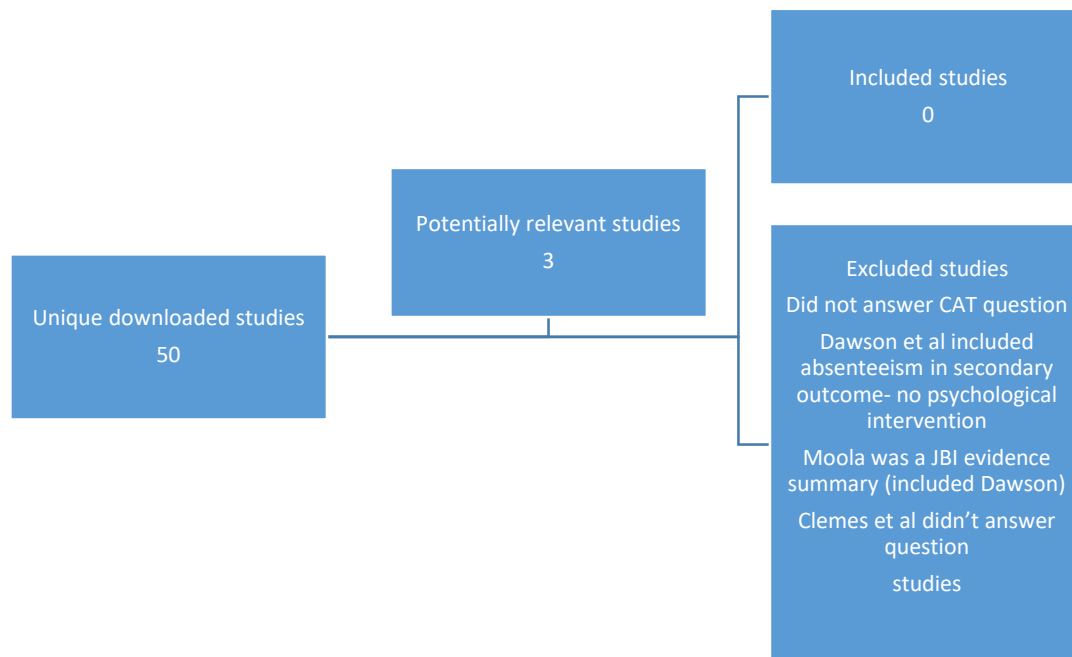 Unique downloaded studies
50
Potentially relevant studies
3
Included studies
0
Excluded studies
Did not answer CAT question
Dawson et al included
absenteeism in secondary
outcome- no psychological
intervention
Moola was a JBI evidence
summary (included Dawson)
Clemes et al didn’t answer
question
studies